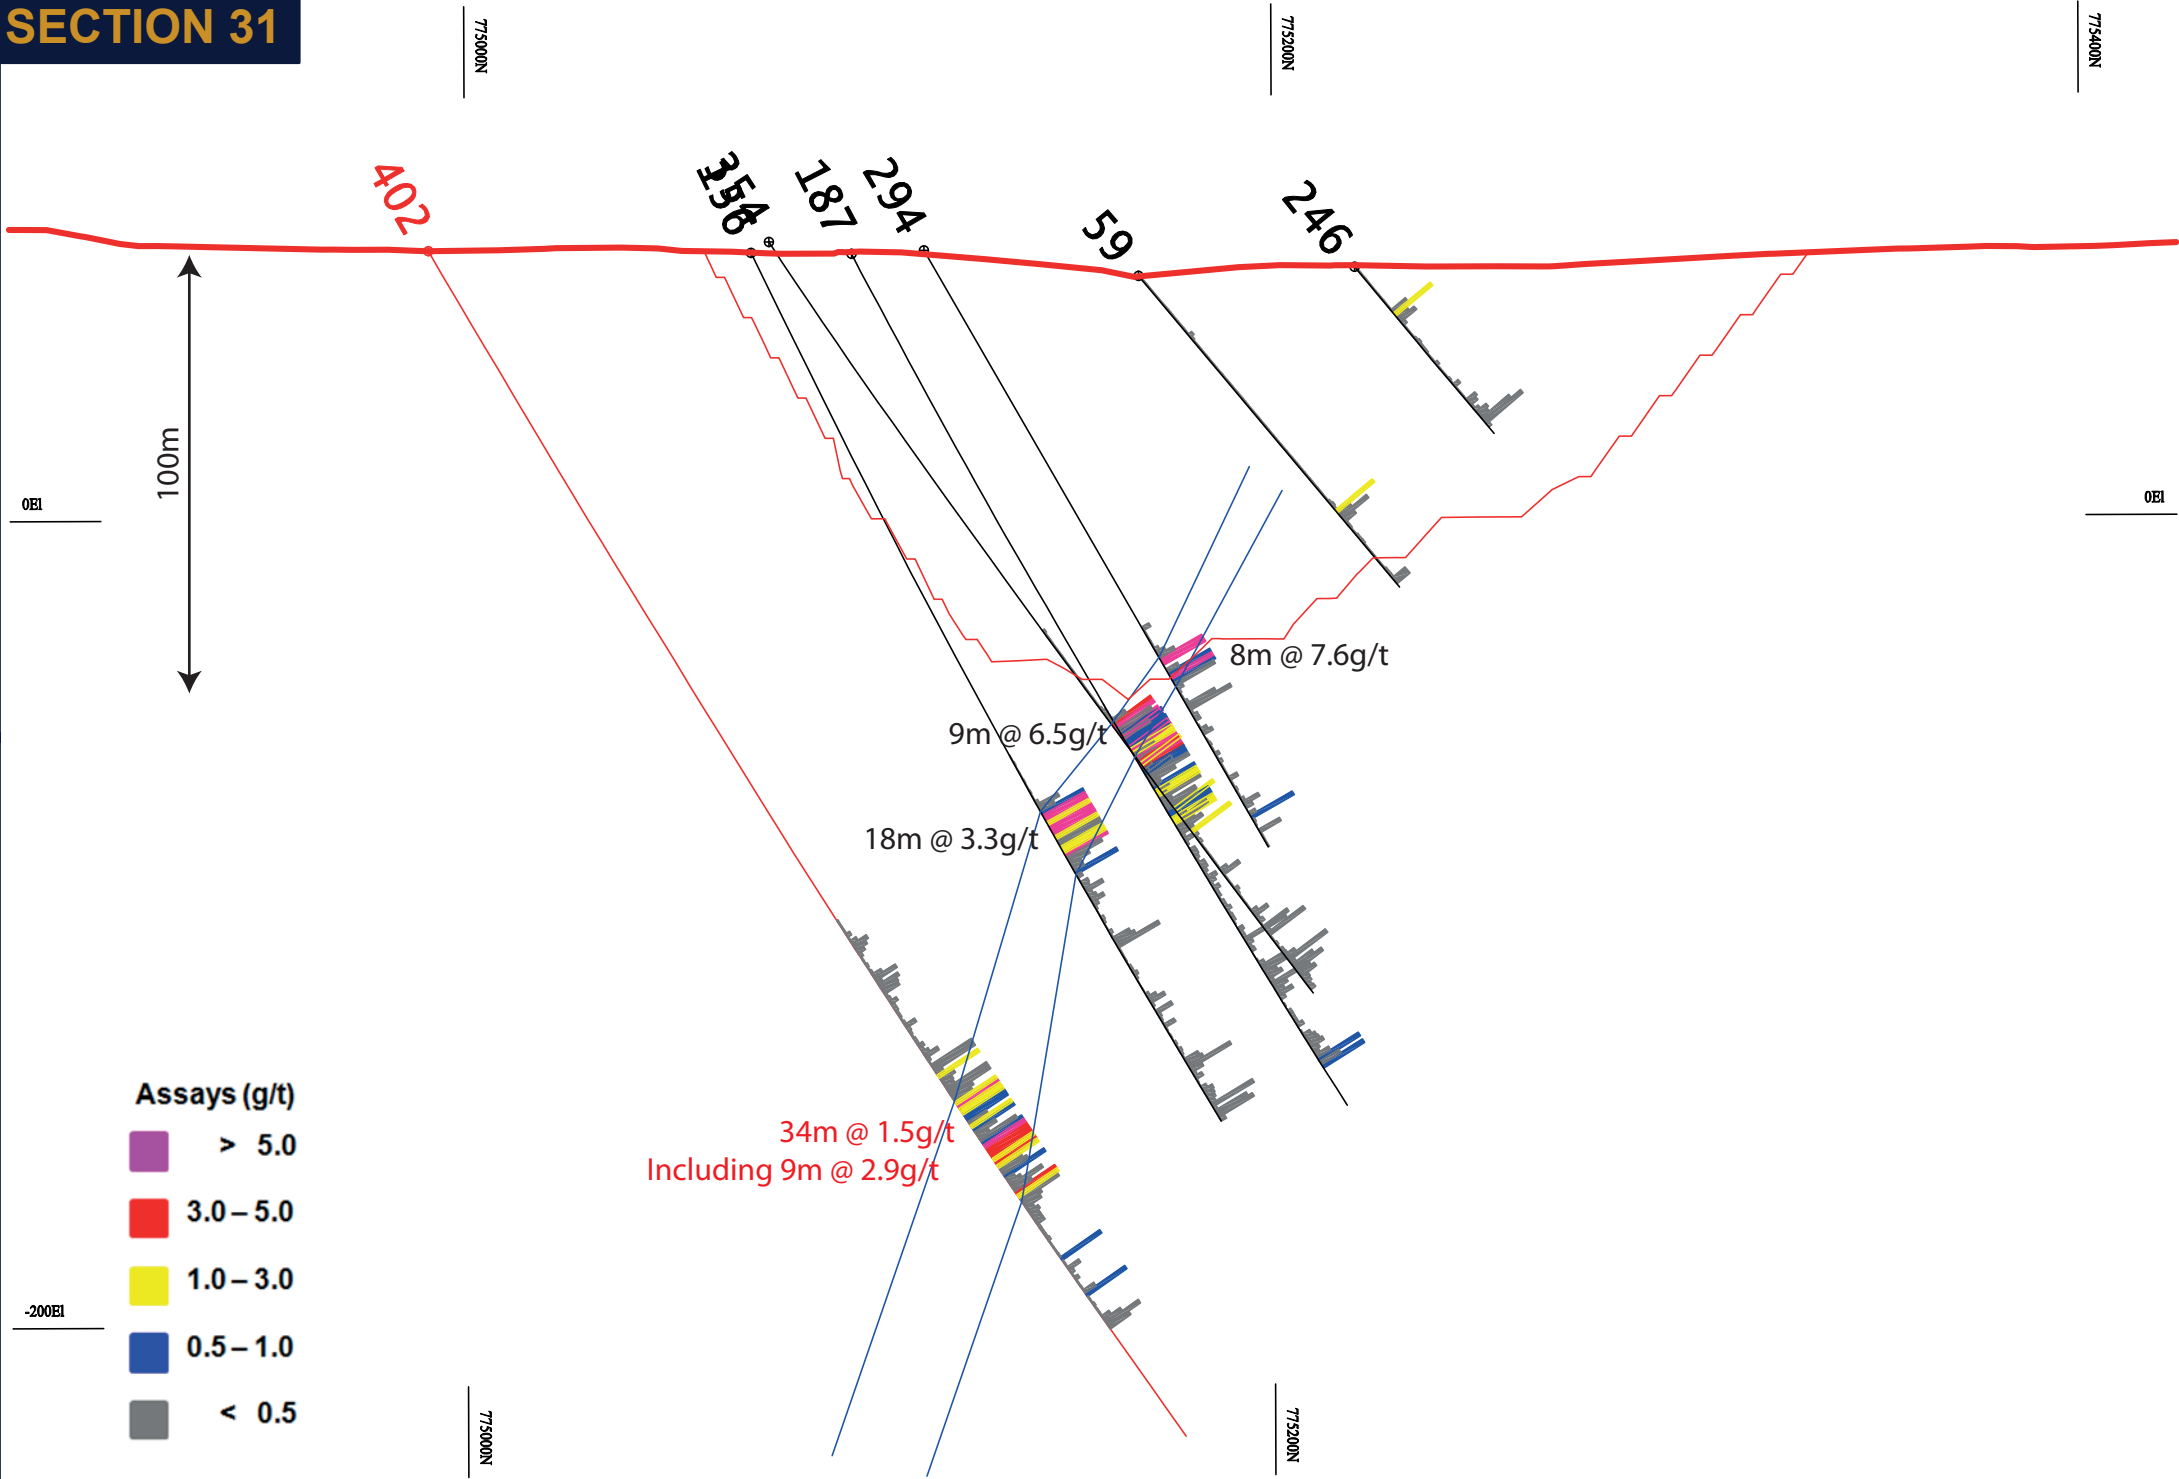 SECTION 31
775000N
775200N
775400N
402
354
187
294
59
246
100m
0El
0El
8m @ 7.6g/t
9m @ 6.5g/t
18m @ 3.3g/t
34m @ 1.5g/t
Including 9m @ 2.9g/t
Assays (g/t)
> 5.0
3.0 – 5.0
1.0 – 3.0
0.5 – 1.0
< 0.5
-200El
775000N
775200N